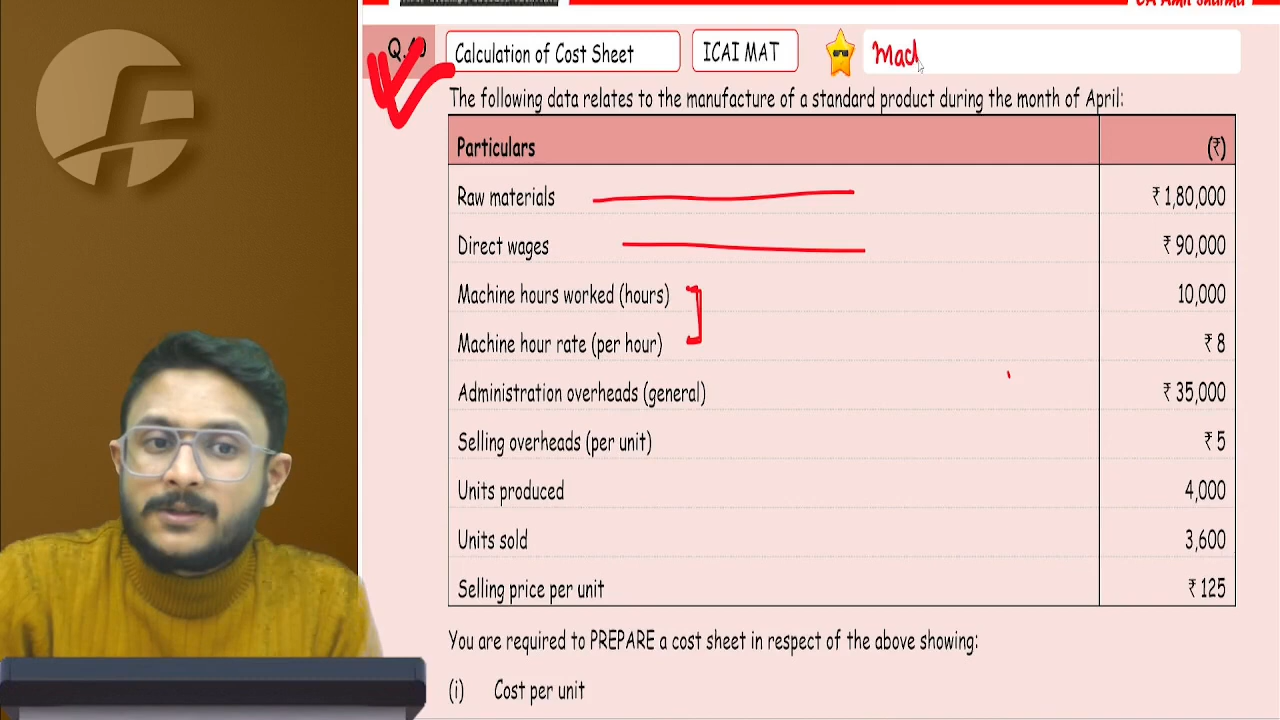 CA Amit Sharma
Calculation of Cost Sheet
ICAI MAT
Mach
The following data relates to the manufacture of a standard product during the month of April:
Particulars (₹)
Raw materials ₹ 1,80,000
Direct wages ₹ 90,000
Machine hours worked (hours) 10,000
Machine hour rate (per hour) ₹ 8
Administration overheads (general) ₹ 35,000
Selling overheads (per unit) ₹ 5
Units produced 4,000
Units sold 3,600
Selling price per unit ₹ 125
You are required to PREPARE a cost sheet in respect of the above showing:
(i) Cost per unit